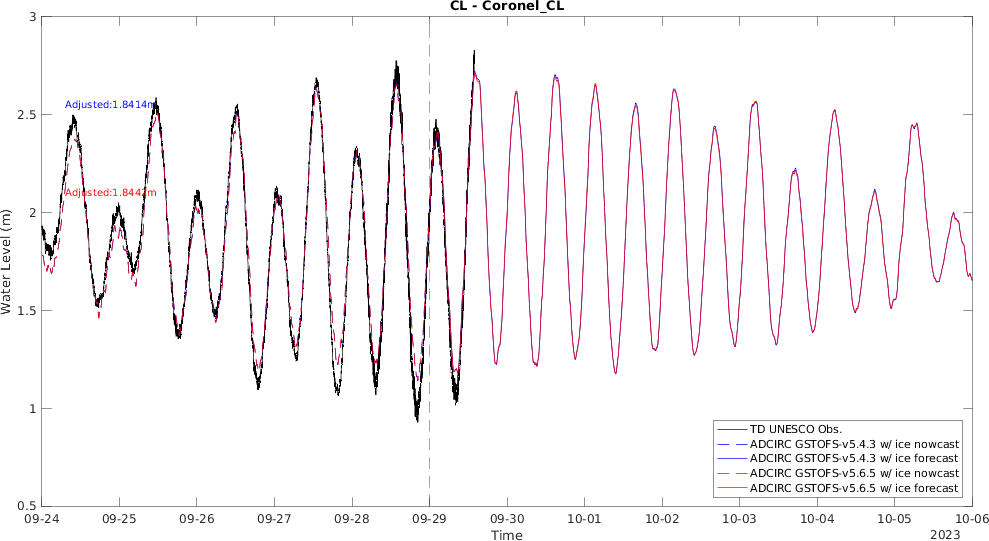 CL - Coronel_CL
3
2.5
2
1.5
1
0.5
Water Level (m)
Adjusted:1.8414m
Adjusted:1.8442m
TD UNESCO Obs.
ADCIRC GSTOFS-v5.4.3 w/ ice nowcast
ADCIRC GSTOFS-v5.4.3 w/ ice forecast
ADCIRC GSTOFS-v5.6.5 w/ ice nowcast
ADCIRC GSTOFS-v5.6.5 w/ ice forecast
09-24 09-25 09-26 09-27 09-28 09-29 09-30 10-01 10-02 10-03 10-04 10-05 10-06
Time
2023